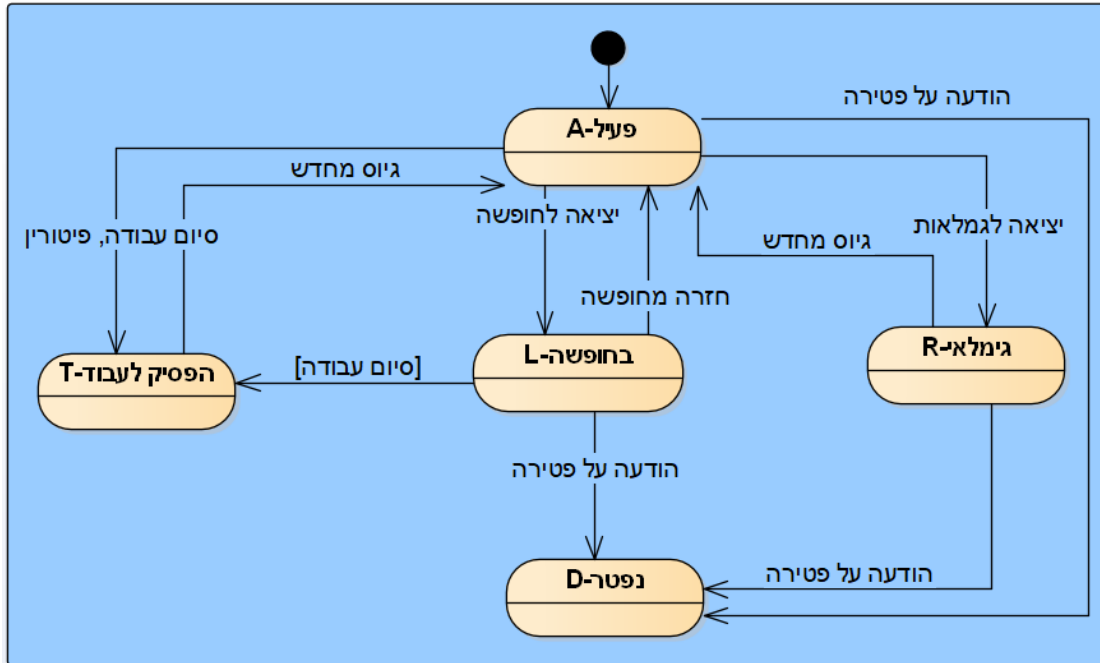 הודעה על פטירה
A-פעיל
גיוס מחדש
יציאה לחופשה
סיום עבודה, פיטורין
יציאה לגמלאות
גיוס מחדש
חזרה מחופשה
R-גימלאי
L-בחופשה
T-הפסיק לעבוד
[סיום עבודה]
הודעה על פטירה
D-נפטר
הודעה על פטירה